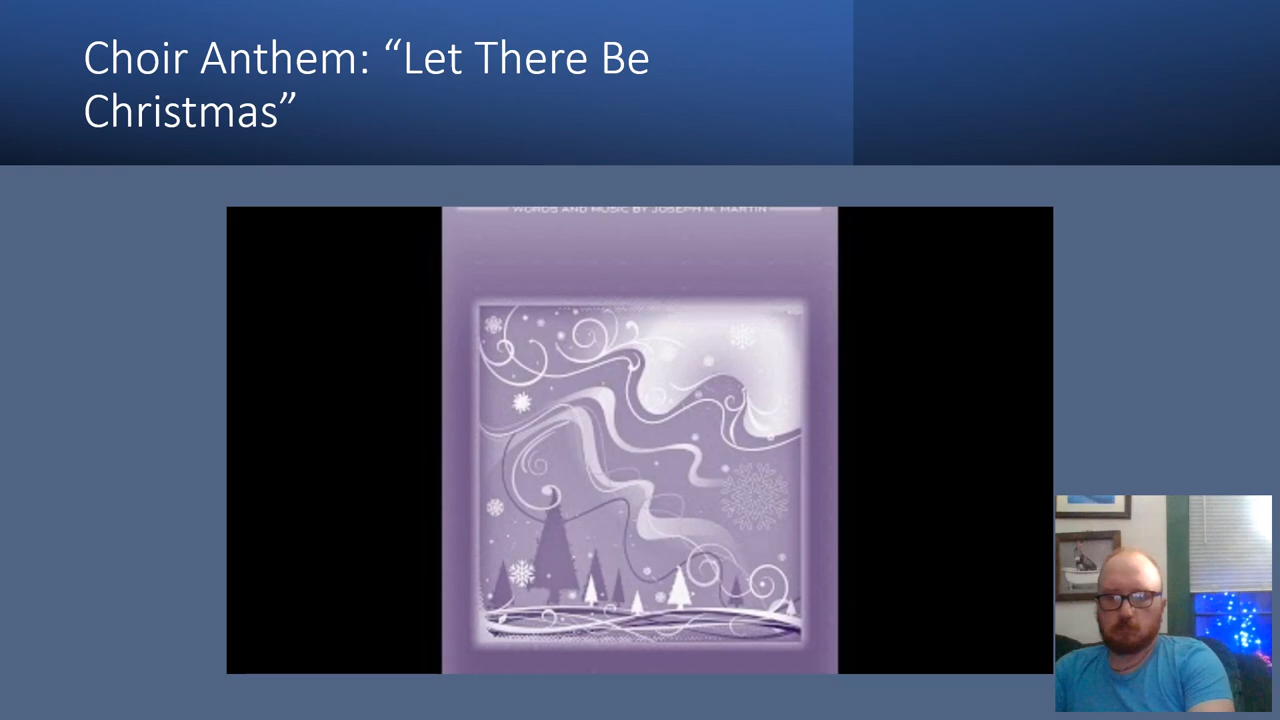 Choir Anthem: “Let There Be
Christmas”
WORDS AND MUSIC BY JOSEPH M. MARTIN